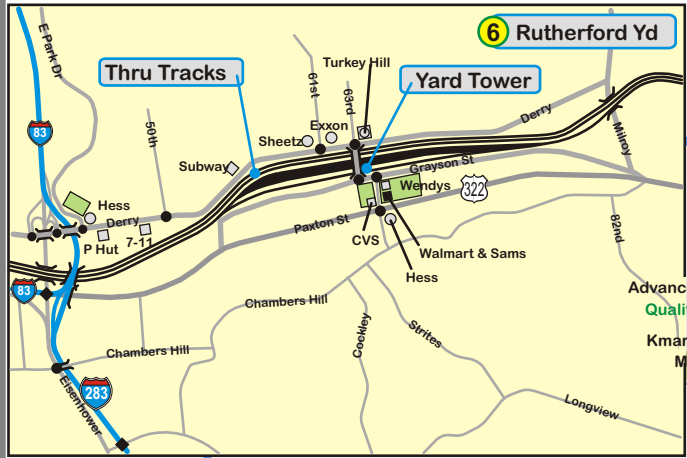 6 Rutherford Yd
E Park Dr
Thru Tracks
61st
Turkey Hill
63rd
Yard Tower
83
50th
Sheetz
Exxon
Derry
Milroy
Subway
Grayson St
Wendys
322
Hess
Derry
P Hut
7-11
Paxton St
CVS
Walmart & Sams
Hess
82nd
83
Chambers Hill
Advanc
Quali
Kmar
M
Cockley
Strites
Chambers Hill
Eisenhower
283
Longview